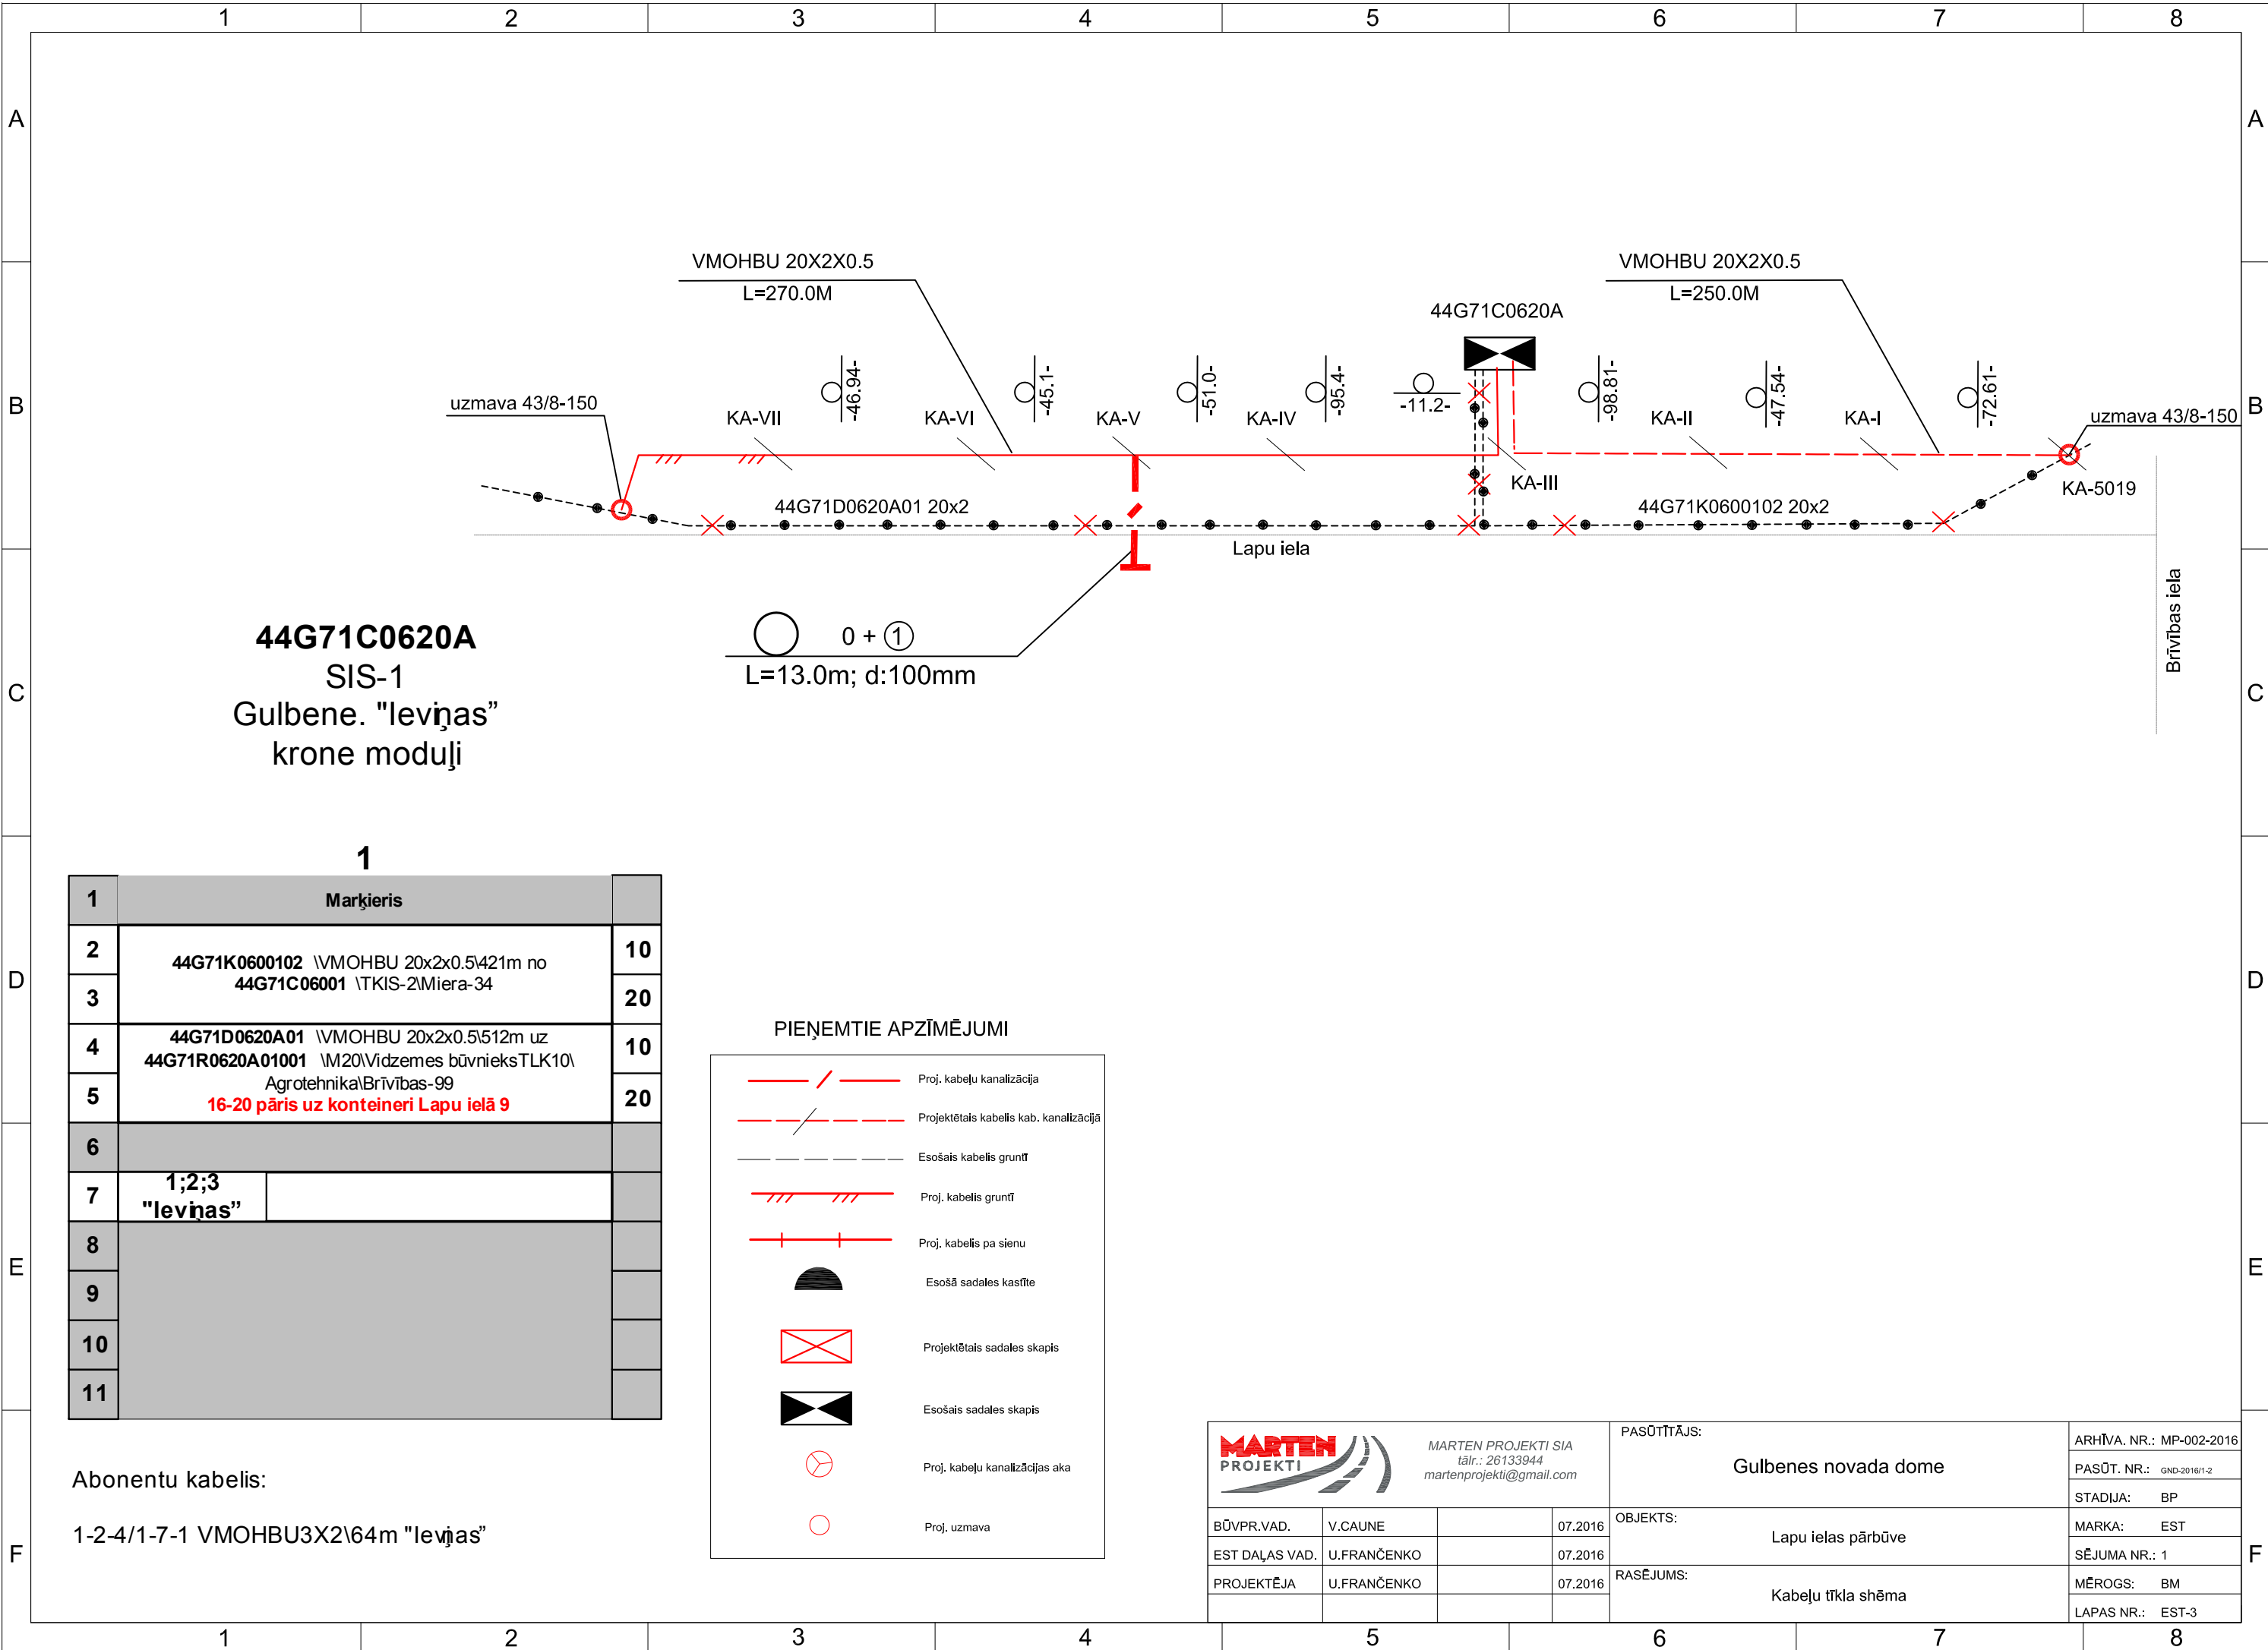 1 2 3 4 5 6 7 8
A A
B B
C C
D D
E E
F F
VMOHBU 20X2X0.5
L=270.0M
VMOHBU 20X2X0.5
L=250.0M
44G71C0620A
uzmava 43/8-150
-46.94-
-45.1-
-51.0-
-95.4-
-11.2-
-98.81-
-47.54-
-72.61-
uzmava 43/8-150
KA-VII
KA-VI
KA-V
KA-IV
KA-III
KA-II
KA-I
KA-5019
44G71D0620A01 20x2
44G71K0600102 20x2
Lapu iela
Brīvības iela
0 + 1
L=13.0m; d:100mm
44G71C0620A
SIS-1
Gulbene. "Ieviņas”
krone moduļi
1
1 Marķieris
2 44G71K0600102 \VMOHBU 20x2x0.5\421m no 10
3 44G71C06001 \TKIS-2\Miera-34 20
44G71D0620A01 \VMOHBU 20x2x0.5\512m uz
4 44G71R0620A01001 \M20\Vidzemes būvnieksTLK10\ 10
Agrotehnika\Brīvības-99
5 16-20 pāris uz konteineri Lapu ielā 9 20
6
7 1;2;3
"Ieviņas”
8
9
10
11
Abonentu kabelis:
1-2-4/1-7-1 VMOHBU3X2\64m "Ieviņas”
PIEŅEMTIE APZĪMĒJUMI
Proj. kabeļu kanalizācija
Projektētais kabelis kab. kanalizācijā
Esošais kabelis gruntī
Proj. kabelis gruntī
Proj. kabelis pa sienu
Esošā sadales kastīte
Projektētais sadales skapis
Esošais sadales skapis
Proj. kabeļu kanalizācijas aka
Proj. uzmava
MARTEN
PROJEKTI
MARTEN PROJEKTI SIA
tālr.: 26133944
martenprojekti@gmail.com
PASŪTĪTĀJS:
Gulbenes novada dome
ARHĪVA. NR.: MP-002-2016
PASŪT. NR.: GND-2016/1-2
STADIJA: BP
BŪVPR.VAD. V.CAUNE 07.2016
EST DAĻAS VAD. U.FRANČENKO 07.2016
PROJEKTĒJA U.FRANČENKO 07.2016
OBJEKTS:
Lapu ielas pārbūve
MARKA: EST
SĒJUMA NR.: 1
RASĒJUMS:
Kabeļu tīkla shēma
MĒROGS: BM
LAPAS NR.: EST-3
1 2 3 4 5 6 7 8